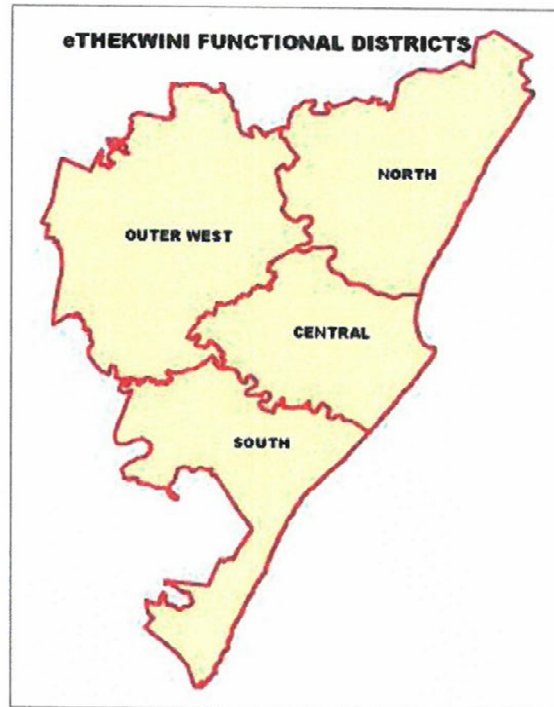 eTHEKWINI FUNCTIONAL DISTRICTS
NORTH
OUTER WEST
CENTRAL
SOUTH